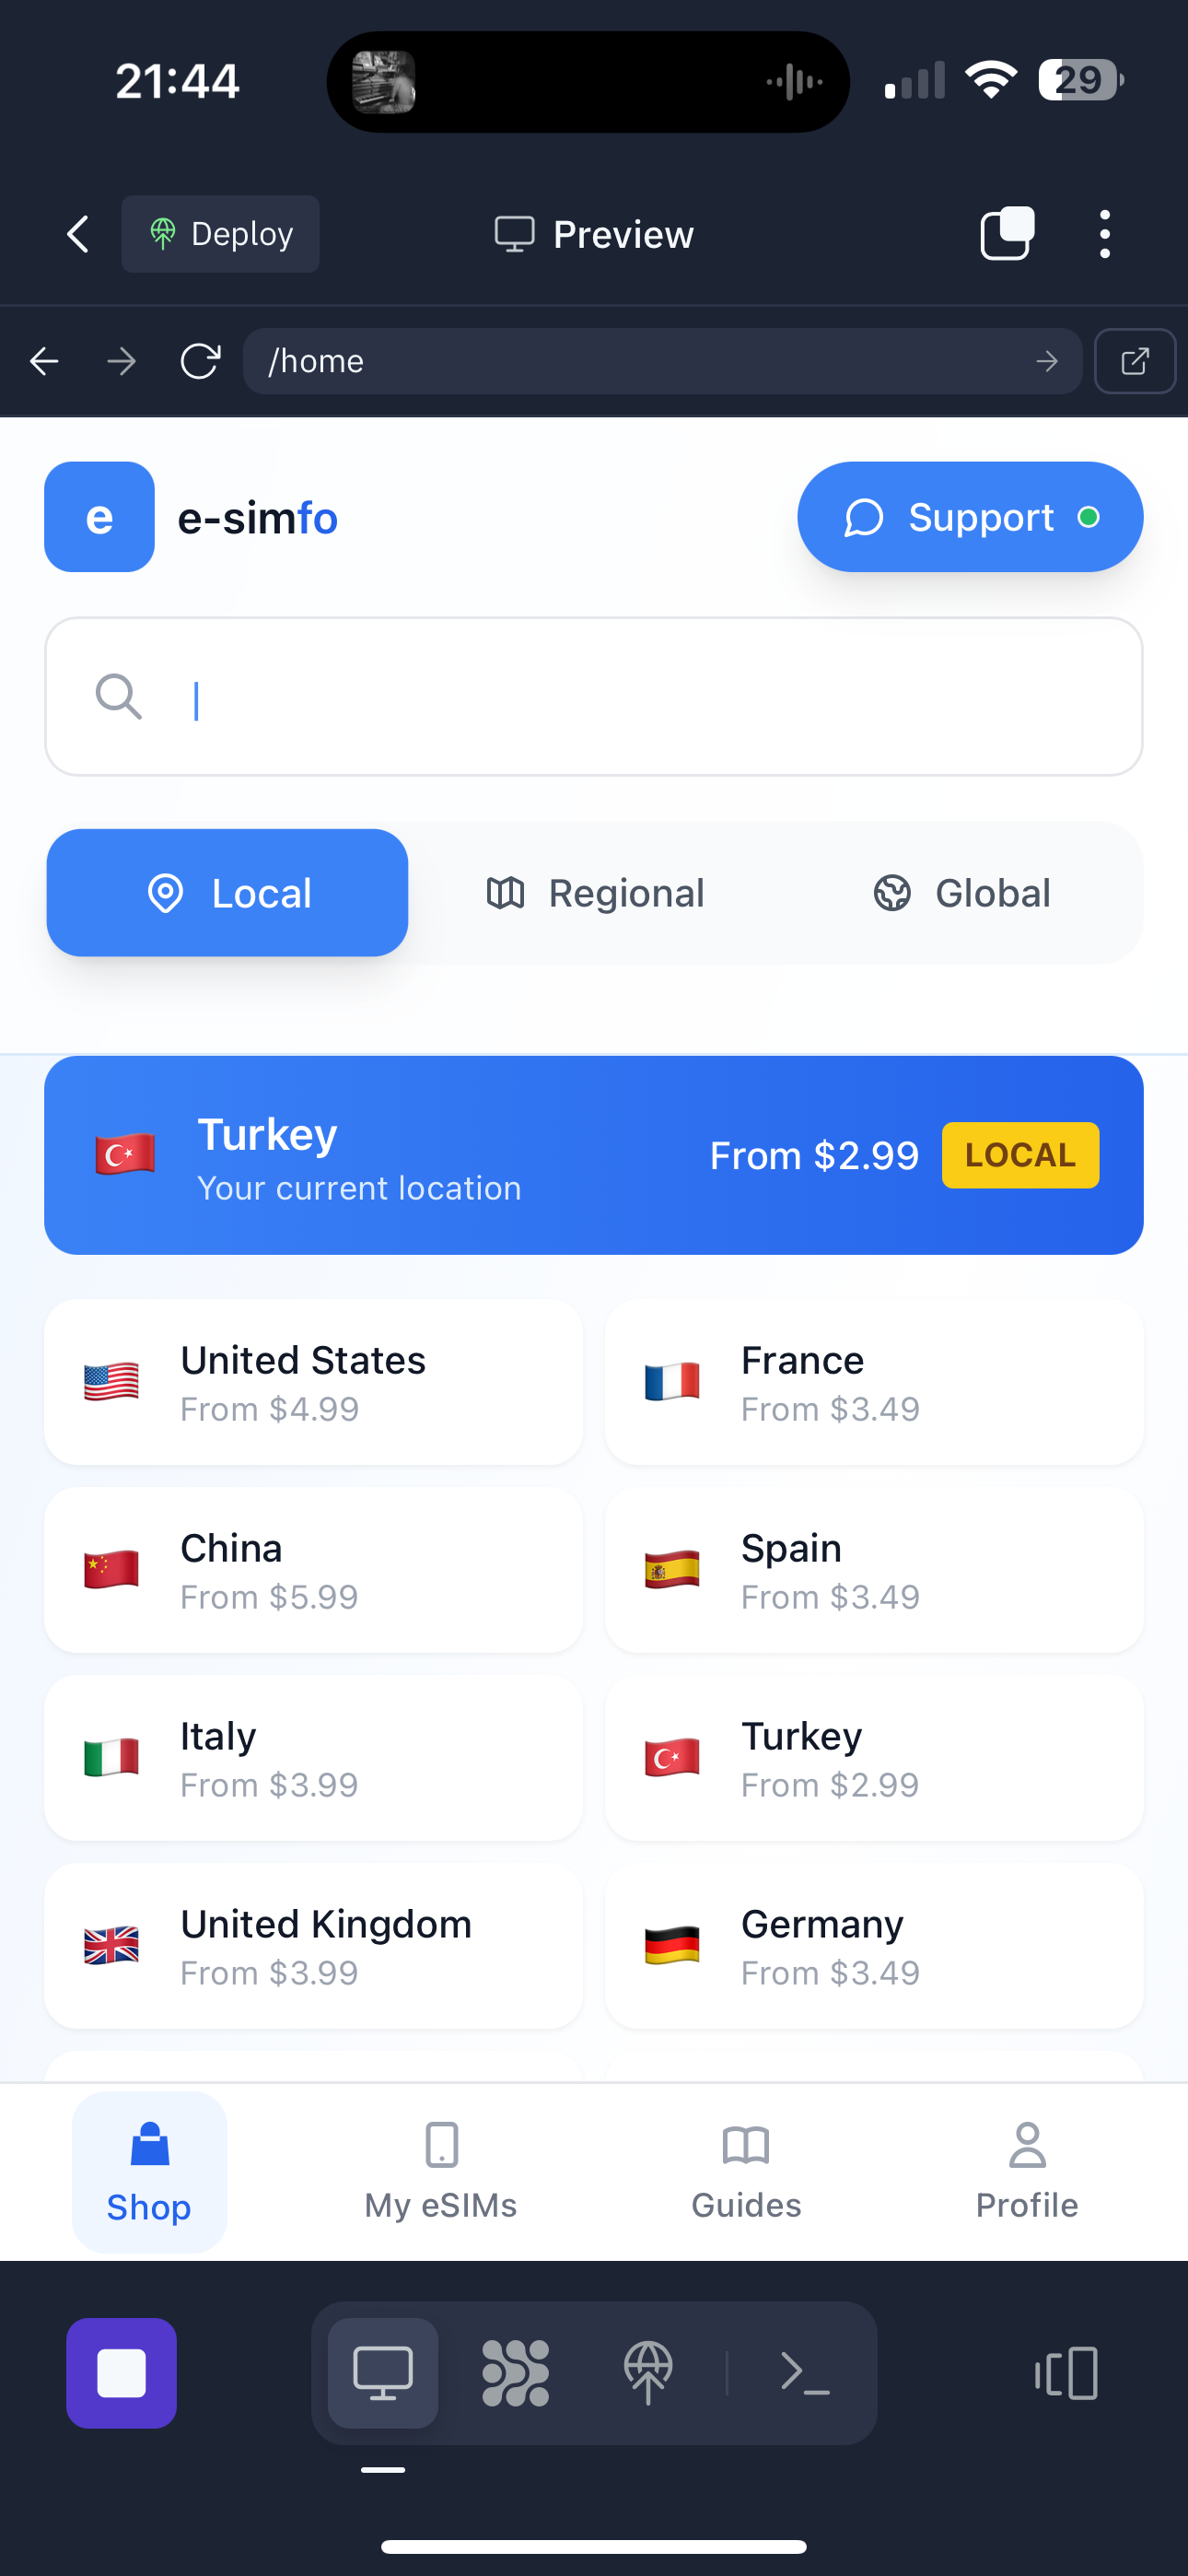 21:44
29
Deploy
Preview
/home
e
e-simfo
Support
Local
Regional
Global
Turkey
Your current location
From $2.99
LOCAL
United States
From $4.99
France
From $3.49
China
From $5.99
Spain
From $3.49
Italy
From $3.99
Turkey
From $2.99
United Kingdom
From $3.99
Germany
From $3.49
Shop
My eSIMs
Guides
Profile